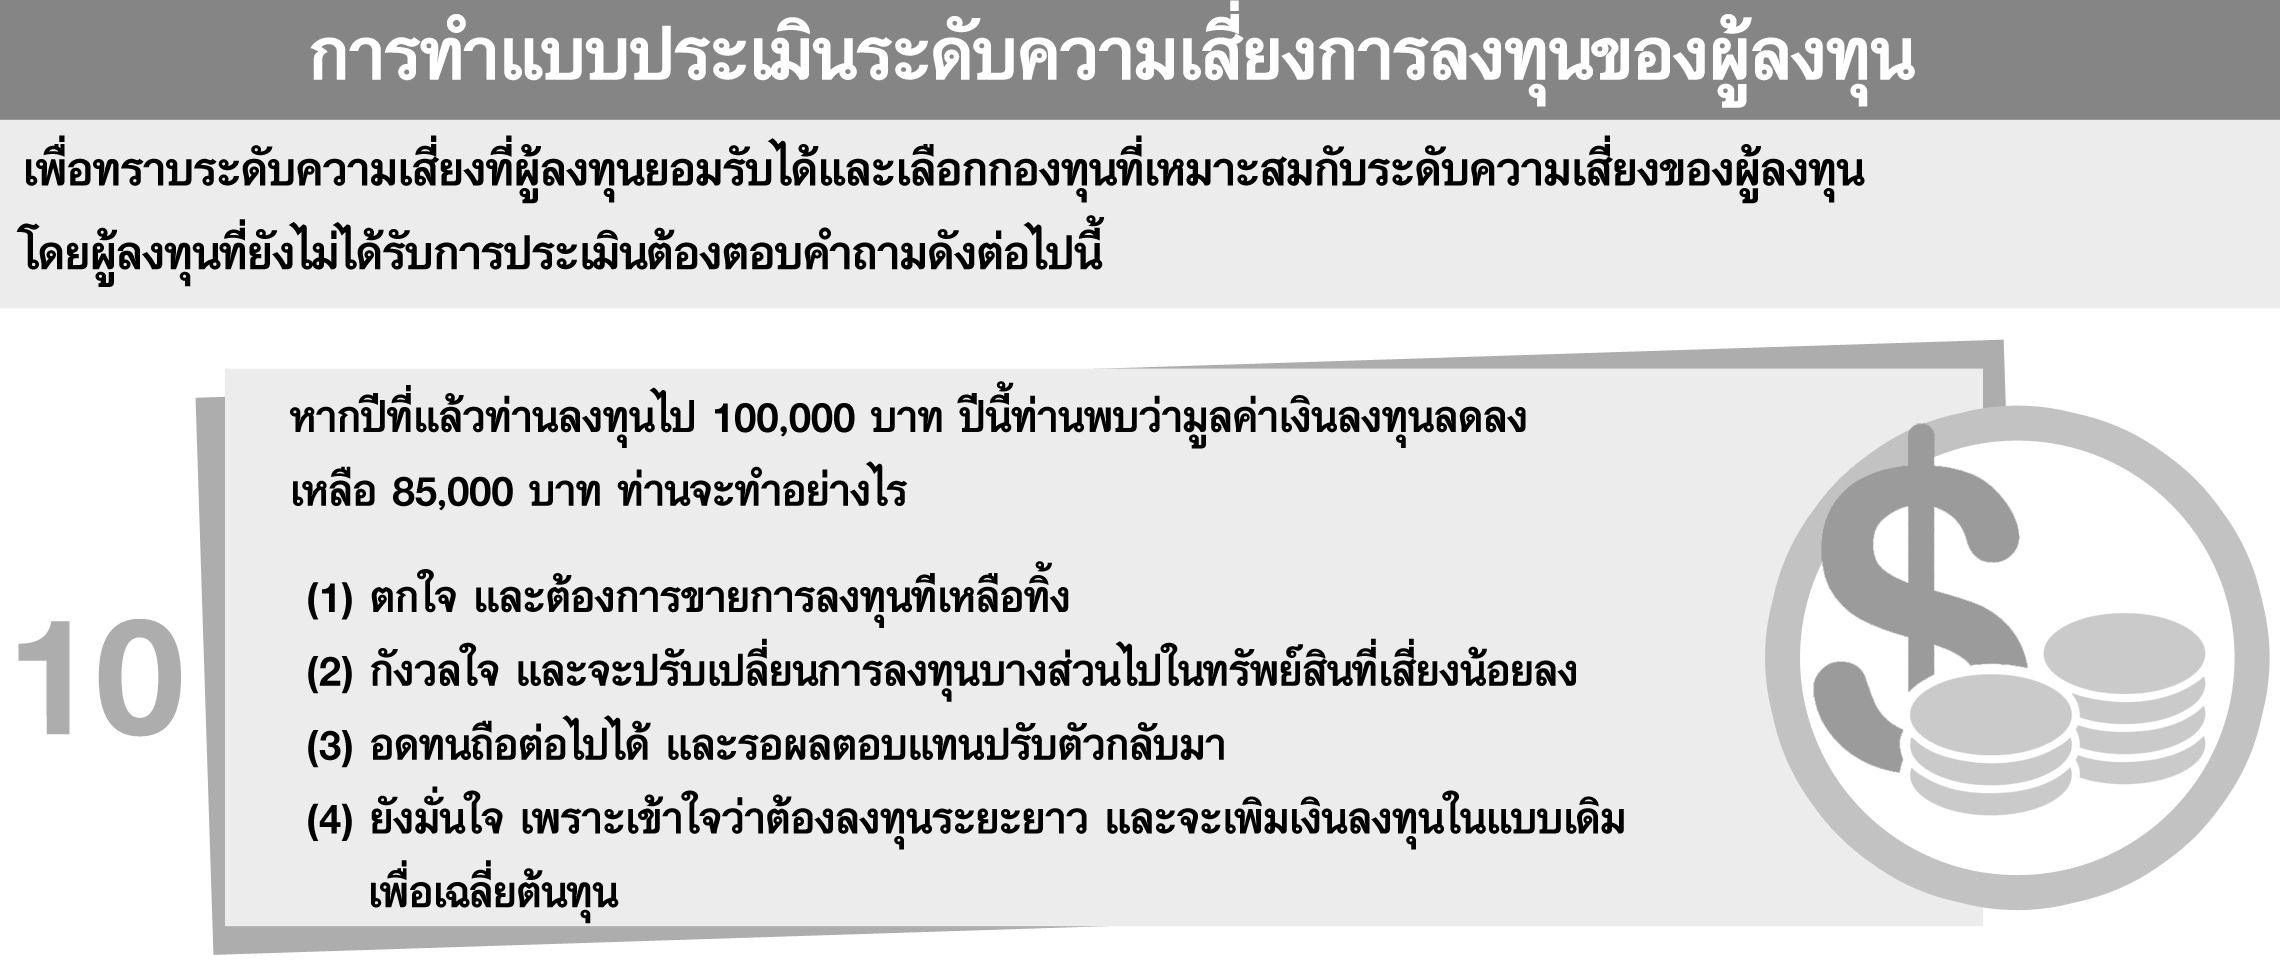 การทำแบบประเมินระดับความเสี่ยงการลงทุนของผู้ลงทุน
เพื่อทราบระดับความเสี่ยงที่ผู้ลงทุนยอมรับได้และเลือกกองทุนที่เหมาะสมกับระดับความเสี่ยงของผู้ลงทุน
โดยผู้ลงทุนที่ยังไม่ได้รับการประเมินต้องตอบคำถามดังต่อไปนี้
10
หากปีที่แล้วท่านลงทุนไป 100,000 บาท ปีนี้ท่านพบว่ามูลค่าเงินลงทุนลดลง
เหลือ 85,000 บาท ท่านจะทำอย่างไร
(1) ตกใจ และต้องการขายการลงทุนทีเหลือทิ้ง
(2) กังวลใจ และจะปรับเปลี่ยนการลงทุนบางส่วนไปในทรัพย์สินที่เสี่ยงน้อยลง
(3) อดทนถือต่อไปได้ และรอผลตอบแทนปรับตัวกลับมา
(4) ยังมั่นใจ เพราะเข้าใจว่าต้องลงทุนระยะยาว และจะเพิมเงินลงทุนในแบบเดิม
เพื่อเฉลี่ยต้นทุน